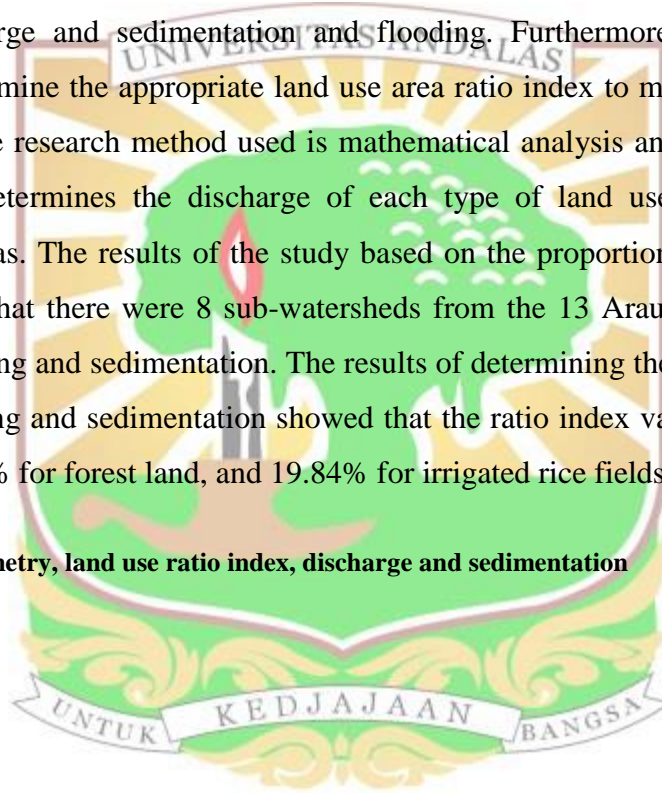 rge and sedimentation and flooding. Furthermore
UNIVERSITAS ANDALAS
mine the appropriate land use area ratio index to m
e research method used is mathematical analysis an
etermines the discharge of each type of land use
as. The results of the study based on the proportion
hat there were 8 sub-watersheds from the 13 Arau
ng and sedimentation. The results of determining the
ng and sedimentation showed that the ratio index va
% for forest land, and 19.84% for irrigated rice fields
netry, land use ratio index, discharge and sedimentation
UNTUK KEDJAJAAN BANGSA